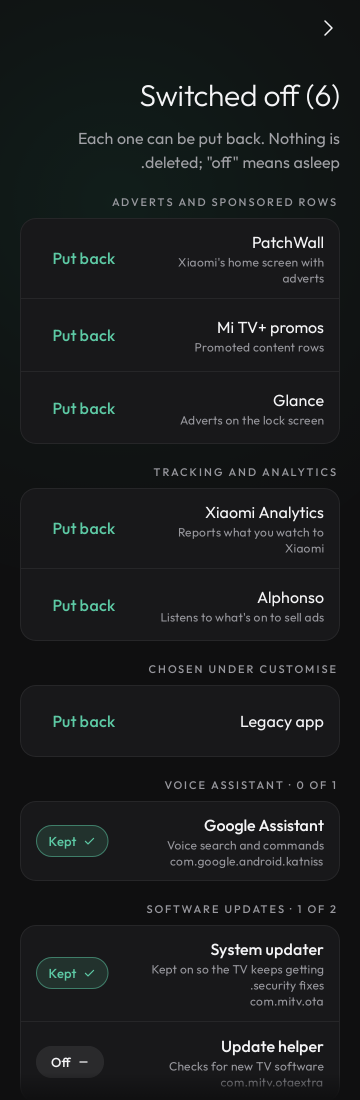 Switched off (6)
Each one can be put back. Nothing is
.deleted; "off" means asleep
ADVERTS AND SPONSORED ROWS
PatchWall
Put back
Xiaomi's home screen with
adverts
Mi TV+ promos
Put back
Promoted content rows
Glance
Put back
Adverts on the lock screen
TRACKING AND ANALYTICS
Xiaomi Analytics
Put back
Reports what you watch to
Xiaomi
Alphonso
Put back
Listens to what's on to sell ads
CHOSEN UNDER CUSTOMISE
Legacy app
Put back
VOICE ASSISTANT · 0 OF 1
Google Assistant
Kept
Voice search and commands
com.google.android.katniss
SOFTWARE UPDATES · 1 OF 2
System updater
Kept
Kept on so the TV keeps getting
.security fixes
com.mitv.ota
Update helper
Off
Checks for new TV software
com.mitv.otaextra